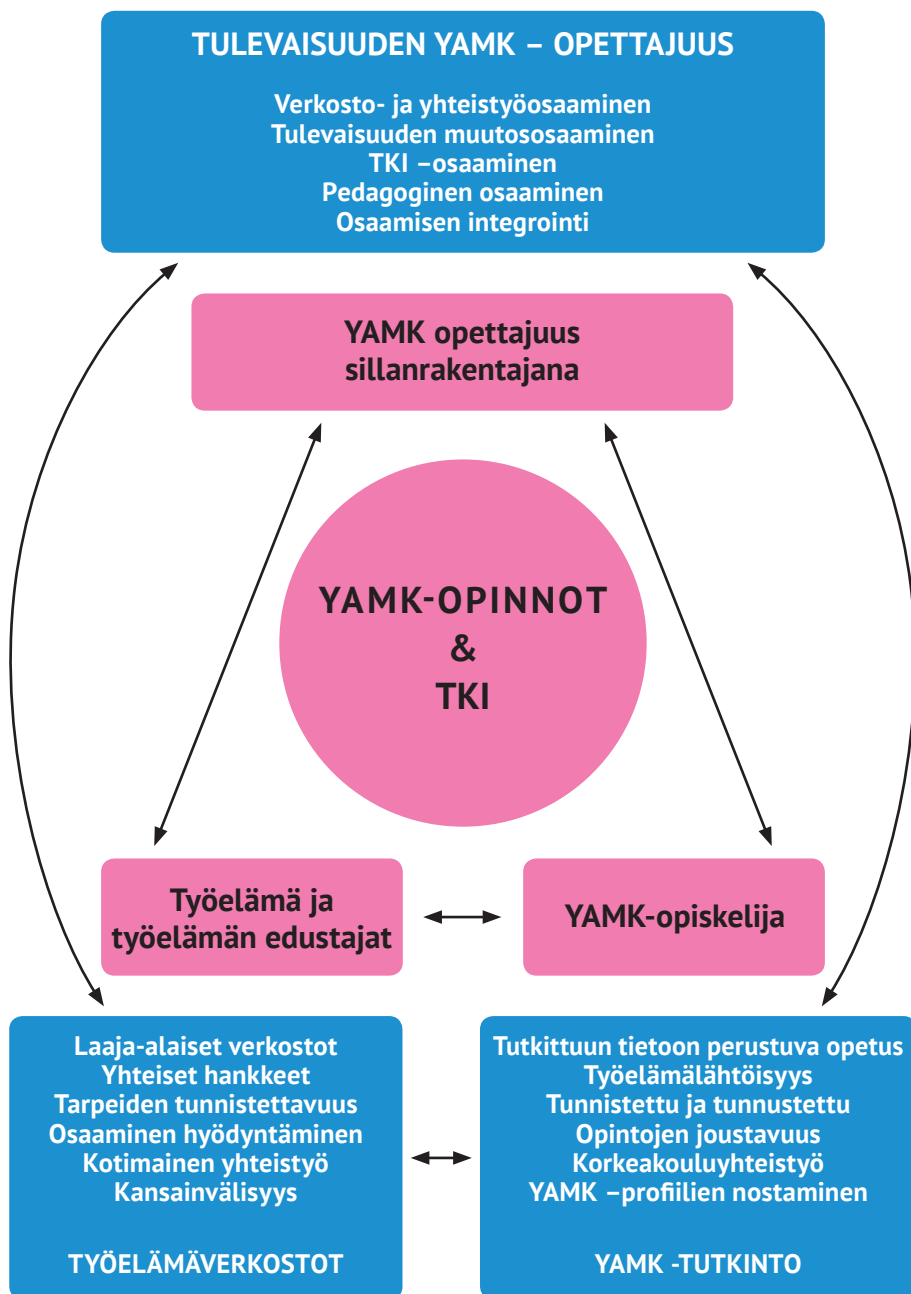 TULEVAISUUDEN YAMK – OPETTAJUUS
Verkosto- ja yhteistyöosaaminen
Tulevaisuuden muutososaaminen
TKI –osaaminen
Pedagoginen osaaminen
Osaamisen integrointi
YAMK opettajuus
sillanrakentajana
YAMK-OPINNOT
&
TKI
Työelämä ja
työelämän edustajat
YAMK-opiskelija
Laaja-alaiset verkostot
Yhteiset hankkeet
Tarpeiden tunnistettavuus
Osaaminen hyödyntäminen
Kotimainen yhteistyö
Kansainvälisyys
TYÖELÄMÄVERKOSTOT
Tutkittuun tietoon perustuva opetus
Työelämälähtöisyys
Tunnistettu ja tunnustettu
Opintojen joustavuus
Korkeakouluyhteistyö
YAMK –profiilien nostaminen
YAMK -TUTKINTO